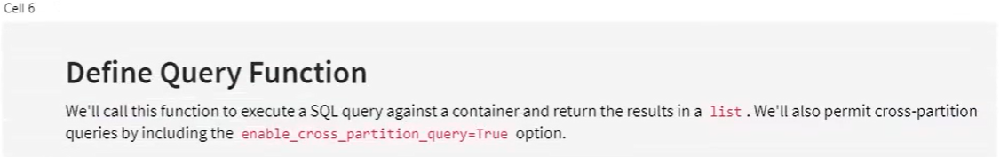 Cell 6
Define Query Function
We'll call this function to execute a SQL query against a container and return the results in a list . We'll also permit cross-partition
queries by including the enable_cross_partition_query=True option.